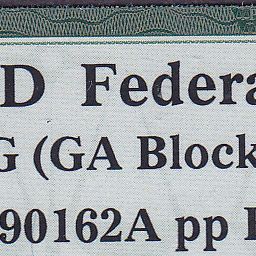 D Federa
G (GA Block
90162A pp